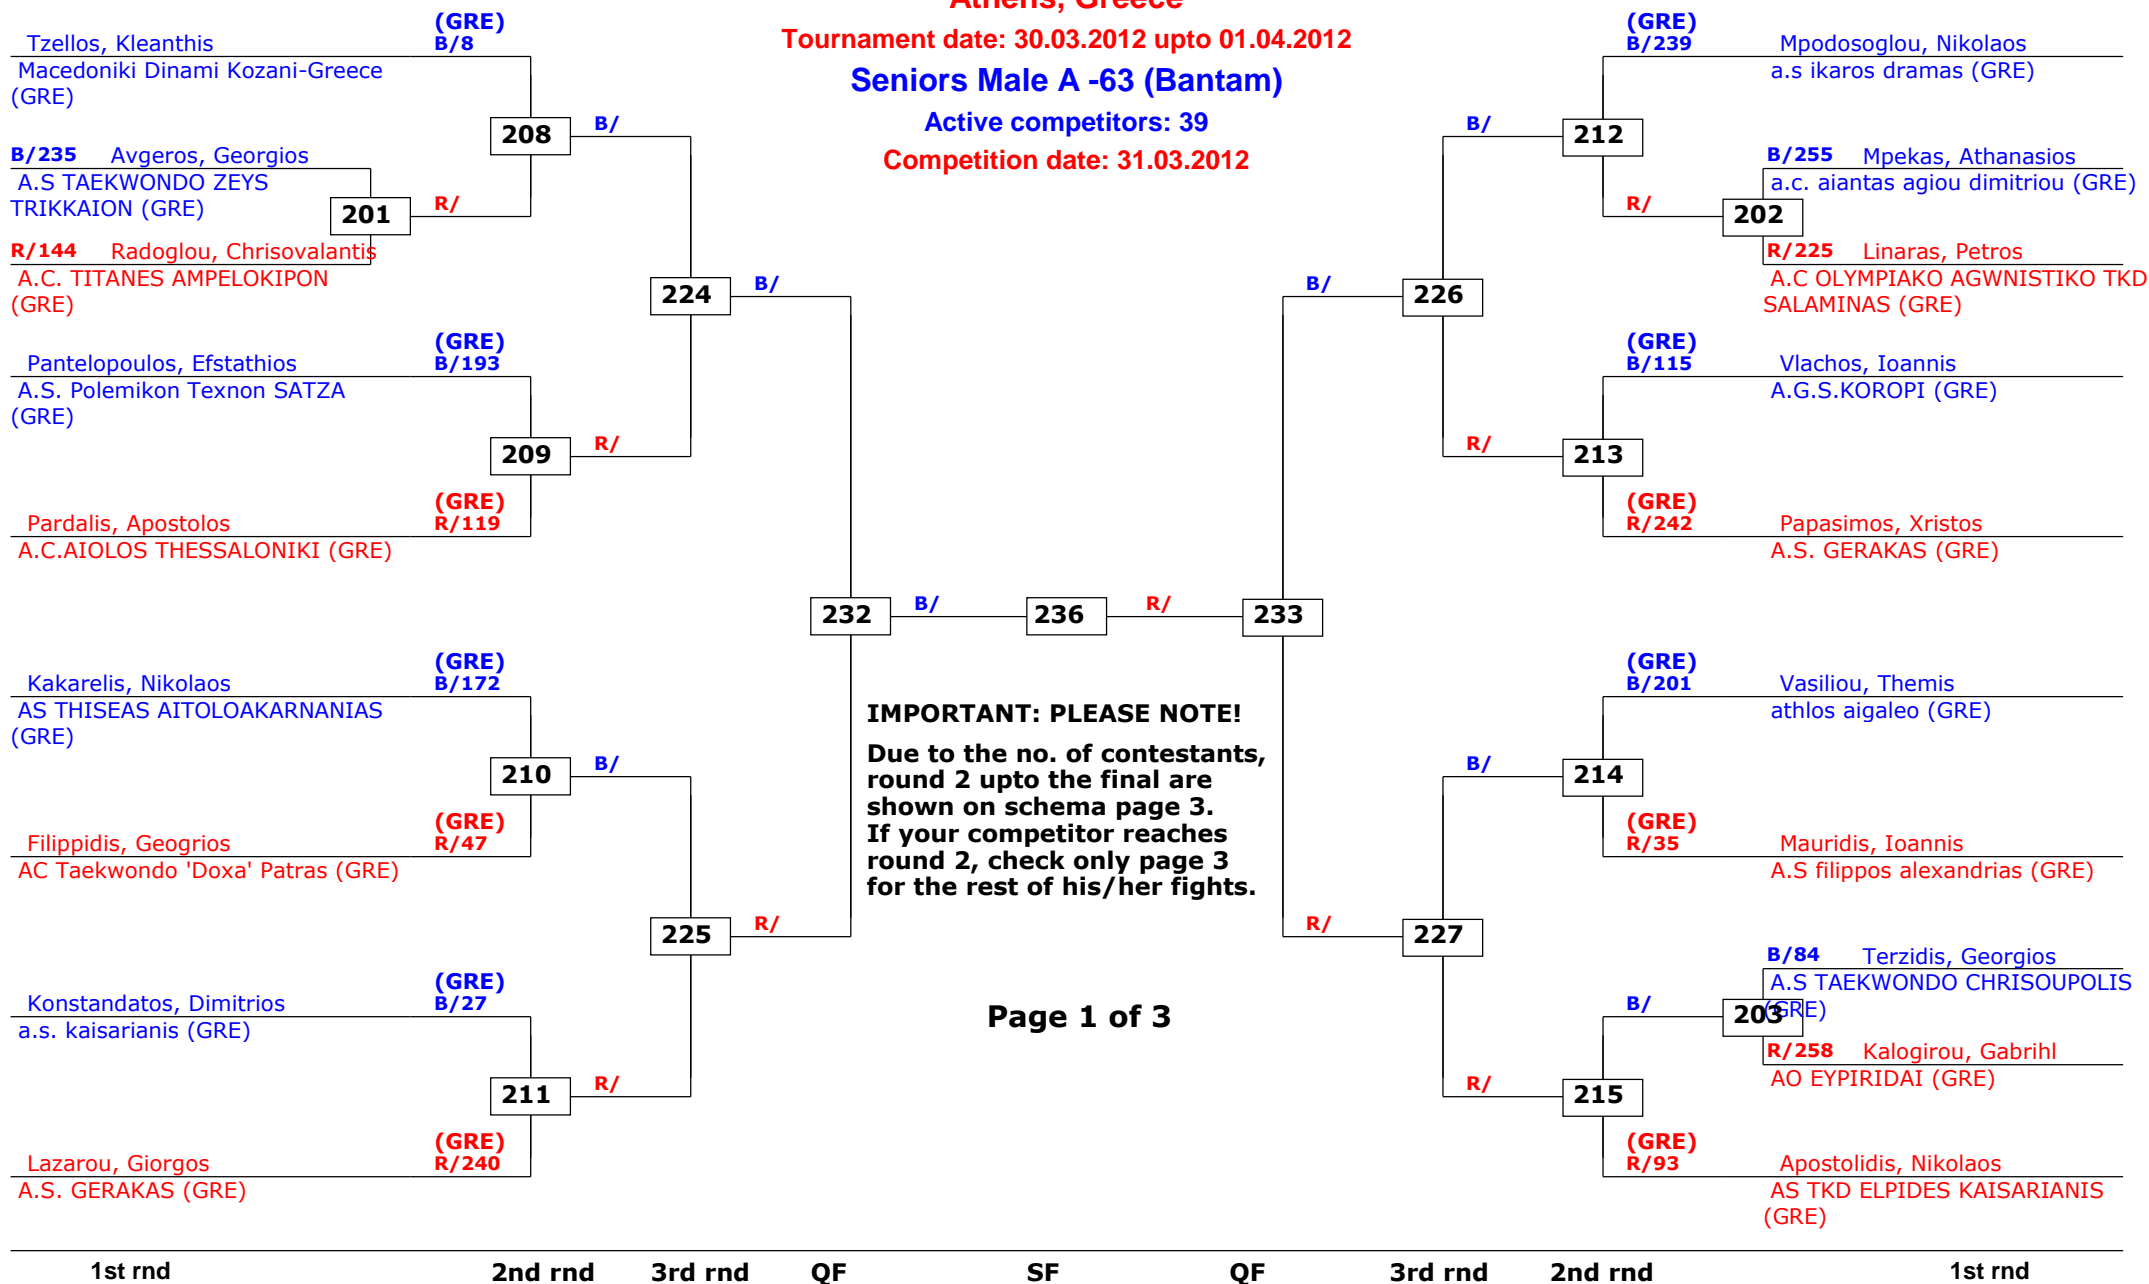 Athens, Greece
Tournament date: 30.03.2012 upto 01.04.2012
Seniors Male A -63 (Bantam)
Active competitors: 39
Competition date: 31.03.2012
(GRE)
Tzellos, Kleanthis B/8
Macedoniki Dinami Kozani-Greece
(GRE)
208 B/
B/235 Avgeros, Georgios
A.S TAEKWONDO ZEYS
TRIKKAION (GRE)
201 R/
R/144 Radoglou, Chrisovalantis
A.C. TITANES AMPELOKIPON
(GRE)
224 B/
(GRE)
Pantelopoulos, Efstathios B/193
A.S. Polemikon Texnon SATZA
(GRE)
209 R/
(GRE)
Pardalis, Apostolos R/119
A.C.AIOLOS THESSALONIKI (GRE)
232 B/ 236 R/ 233
(GRE)
Kakarelis, Nikolaos B/172
AS THISEAS AITOLOAKARNANIAS
(GRE)
210 B/
(GRE)
Filippidis, Geogrios R/47
AC Taekwondo 'Doxa' Patras (GRE)
225 R/
(GRE)
Konstandatos, Dimitrios B/27
a.s. kaisarianis (GRE)
211 R/
(GRE)
Lazarou, Giorgos R/240
A.S. GERAKAS (GRE)
IMPORTANT: PLEASE NOTE!
Due to the no. of contestants,
round 2 upto the final are
shown on schema page 3.
If your competitor reaches
round 2, check only page 3
for the rest of his/her fights.
Page 1 of 3
(GRE)
B/239 Mpodosoglou, Nikolaos
a.s ikaros dramas (GRE)
B/ 212
B/255 Mpekas, Athanasios
a.c. aiantas agiou dimitriou (GRE)
R/ 202
R/225 Linaras, Petros
A.C OLYMPIAKO AGWNISTIKO TKD
SALAMINAS (GRE)
B/ 226
(GRE)
B/115 Vlachos, Ioannis
A.G.S.KOROPI (GRE)
R/ 213
(GRE)
R/242 Papasimos, Xristos
A.S. GERAKAS (GRE)
(GRE)
B/201 Vasiliou, Themis
athlos aigaleo (GRE)
B/ 214
(GRE)
R/35 Mauridis, Ioannis
A.S filippos alexandrias (GRE)
R/ 227
B/84 Terzidis, Georgios
A.S TAEKWONDO CHRISOUPOLIS
(GRE)
B/ 203
R/258 Kalogirou, Gabrihl
AO EYPIRIDAI (GRE)
R/ 215
(GRE)
R/93 Apostolidis, Nikolaos
AS TKD ELPIDES KAISARIANIS
(GRE)
1st rnd 2nd rnd 3rd rnd QF SF QF 3rd rnd 2nd rnd 1st rnd